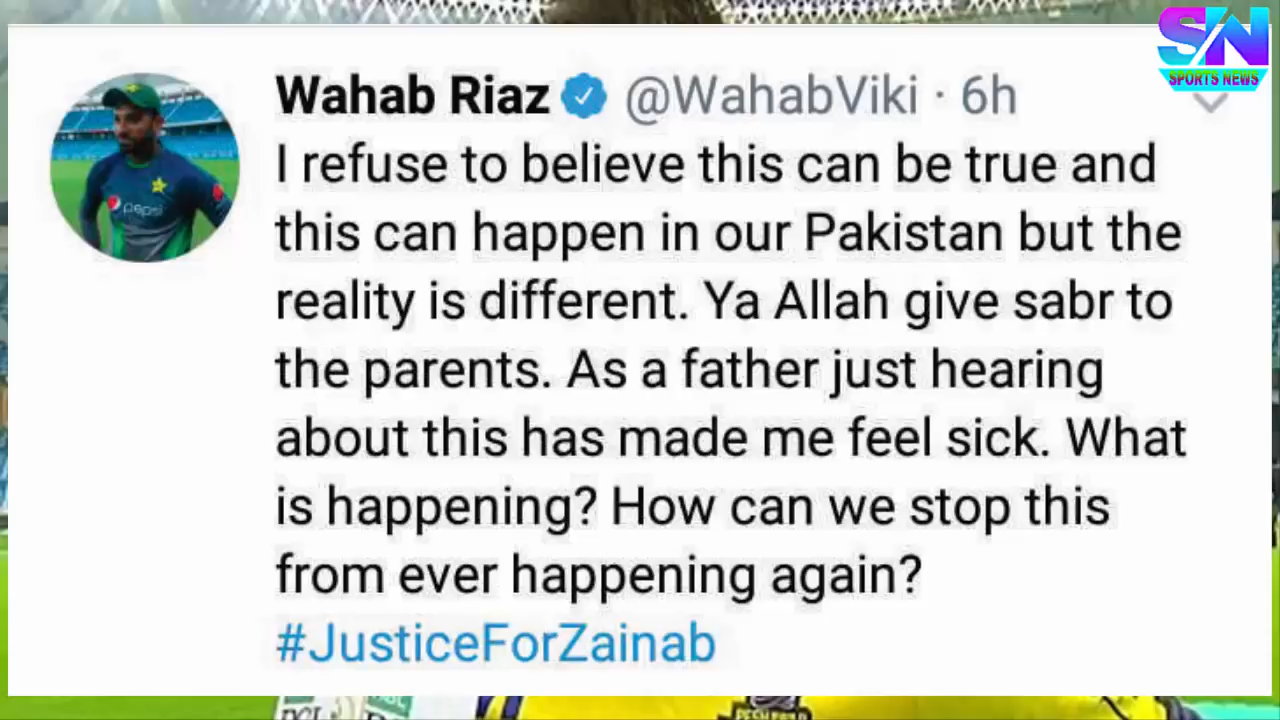 SN
SPORTS NEWS
Wahab Riaz @WahabViki · 6h
I refuse to believe this can be true and
this can happen in our Pakistan but the
reality is different. Ya Allah give sabr to
the parents. As a father just hearing
about this has made me feel sick. What
is happening? How can we stop this
from ever happening again?
#JusticeForZainab
pepsi